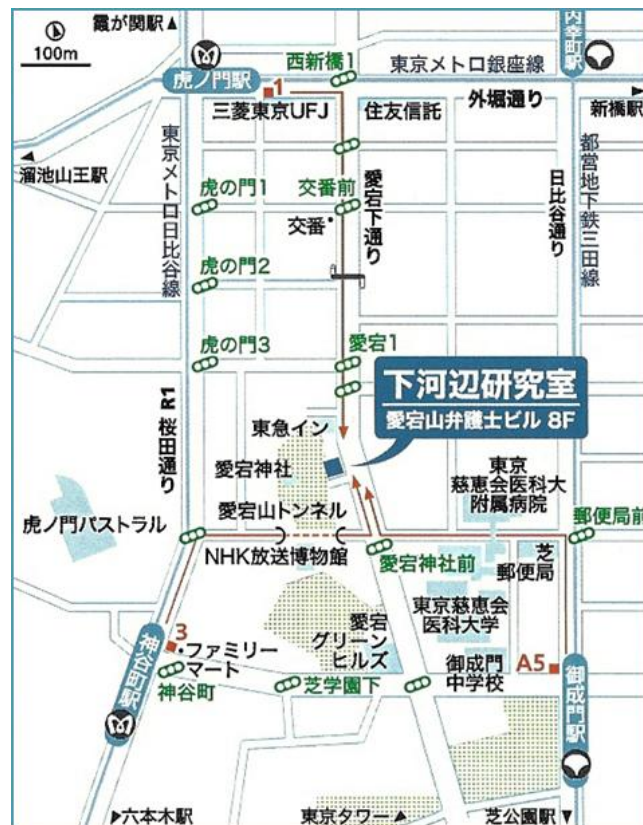 霞が関駅▲
100m
内幸町駅
虎ノ門駅
西新橋1
東京メトロ銀座線
1
三菱東京UFJ
住友信託
外堀通り
新橋駅
溜池山王駅
東京メトロ日比谷線
虎の門1
交番前
愛宕下通り
日比谷通り
都営地下鉄三田線
交番
虎の門2
虎の門3
愛宕1
下河辺研究室
愛宕山弁護士ビル 8F
R1
桜田通り
東急イン
愛宕神社
東京
慈恵会医科大
附属病院
愛宕山トンネル
虎ノ門パストラル
郵便局前
NHK放送博物館
愛宕神社前
芝
郵便局
東京慈恵会
医科大学
3
ファミリー
マート
愛宕
グリーン
ヒルズ
御成門
中学校
A5
神谷町駅
神谷町
芝学園下
御成門駅
▶六本木駅
東京タワー▲
芝公園駅▼